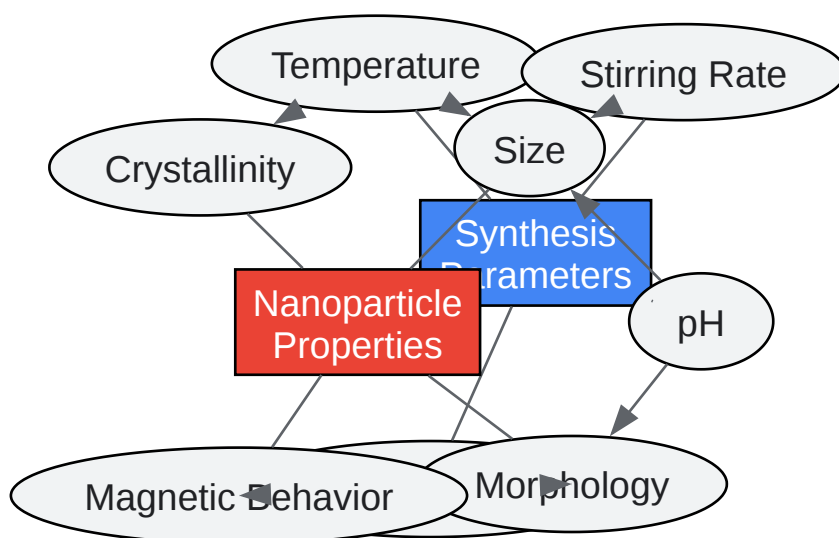 Temperature
Stirring Rate
Size
Crystallinity
Synthesis
Parameters
Nanoparticle
Properties
pH
Magnetic Behavior
Morphology